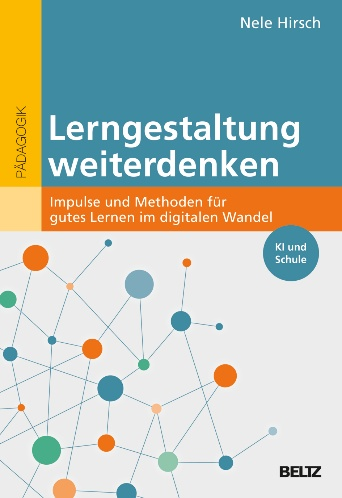 Nele Hirsch
PÄDAGOGIK
Lerngestaltung
weiterdenken
Impulse und Methoden für
gutes Lernen im digitalen Wandel
KI und
Schule
BELTZ